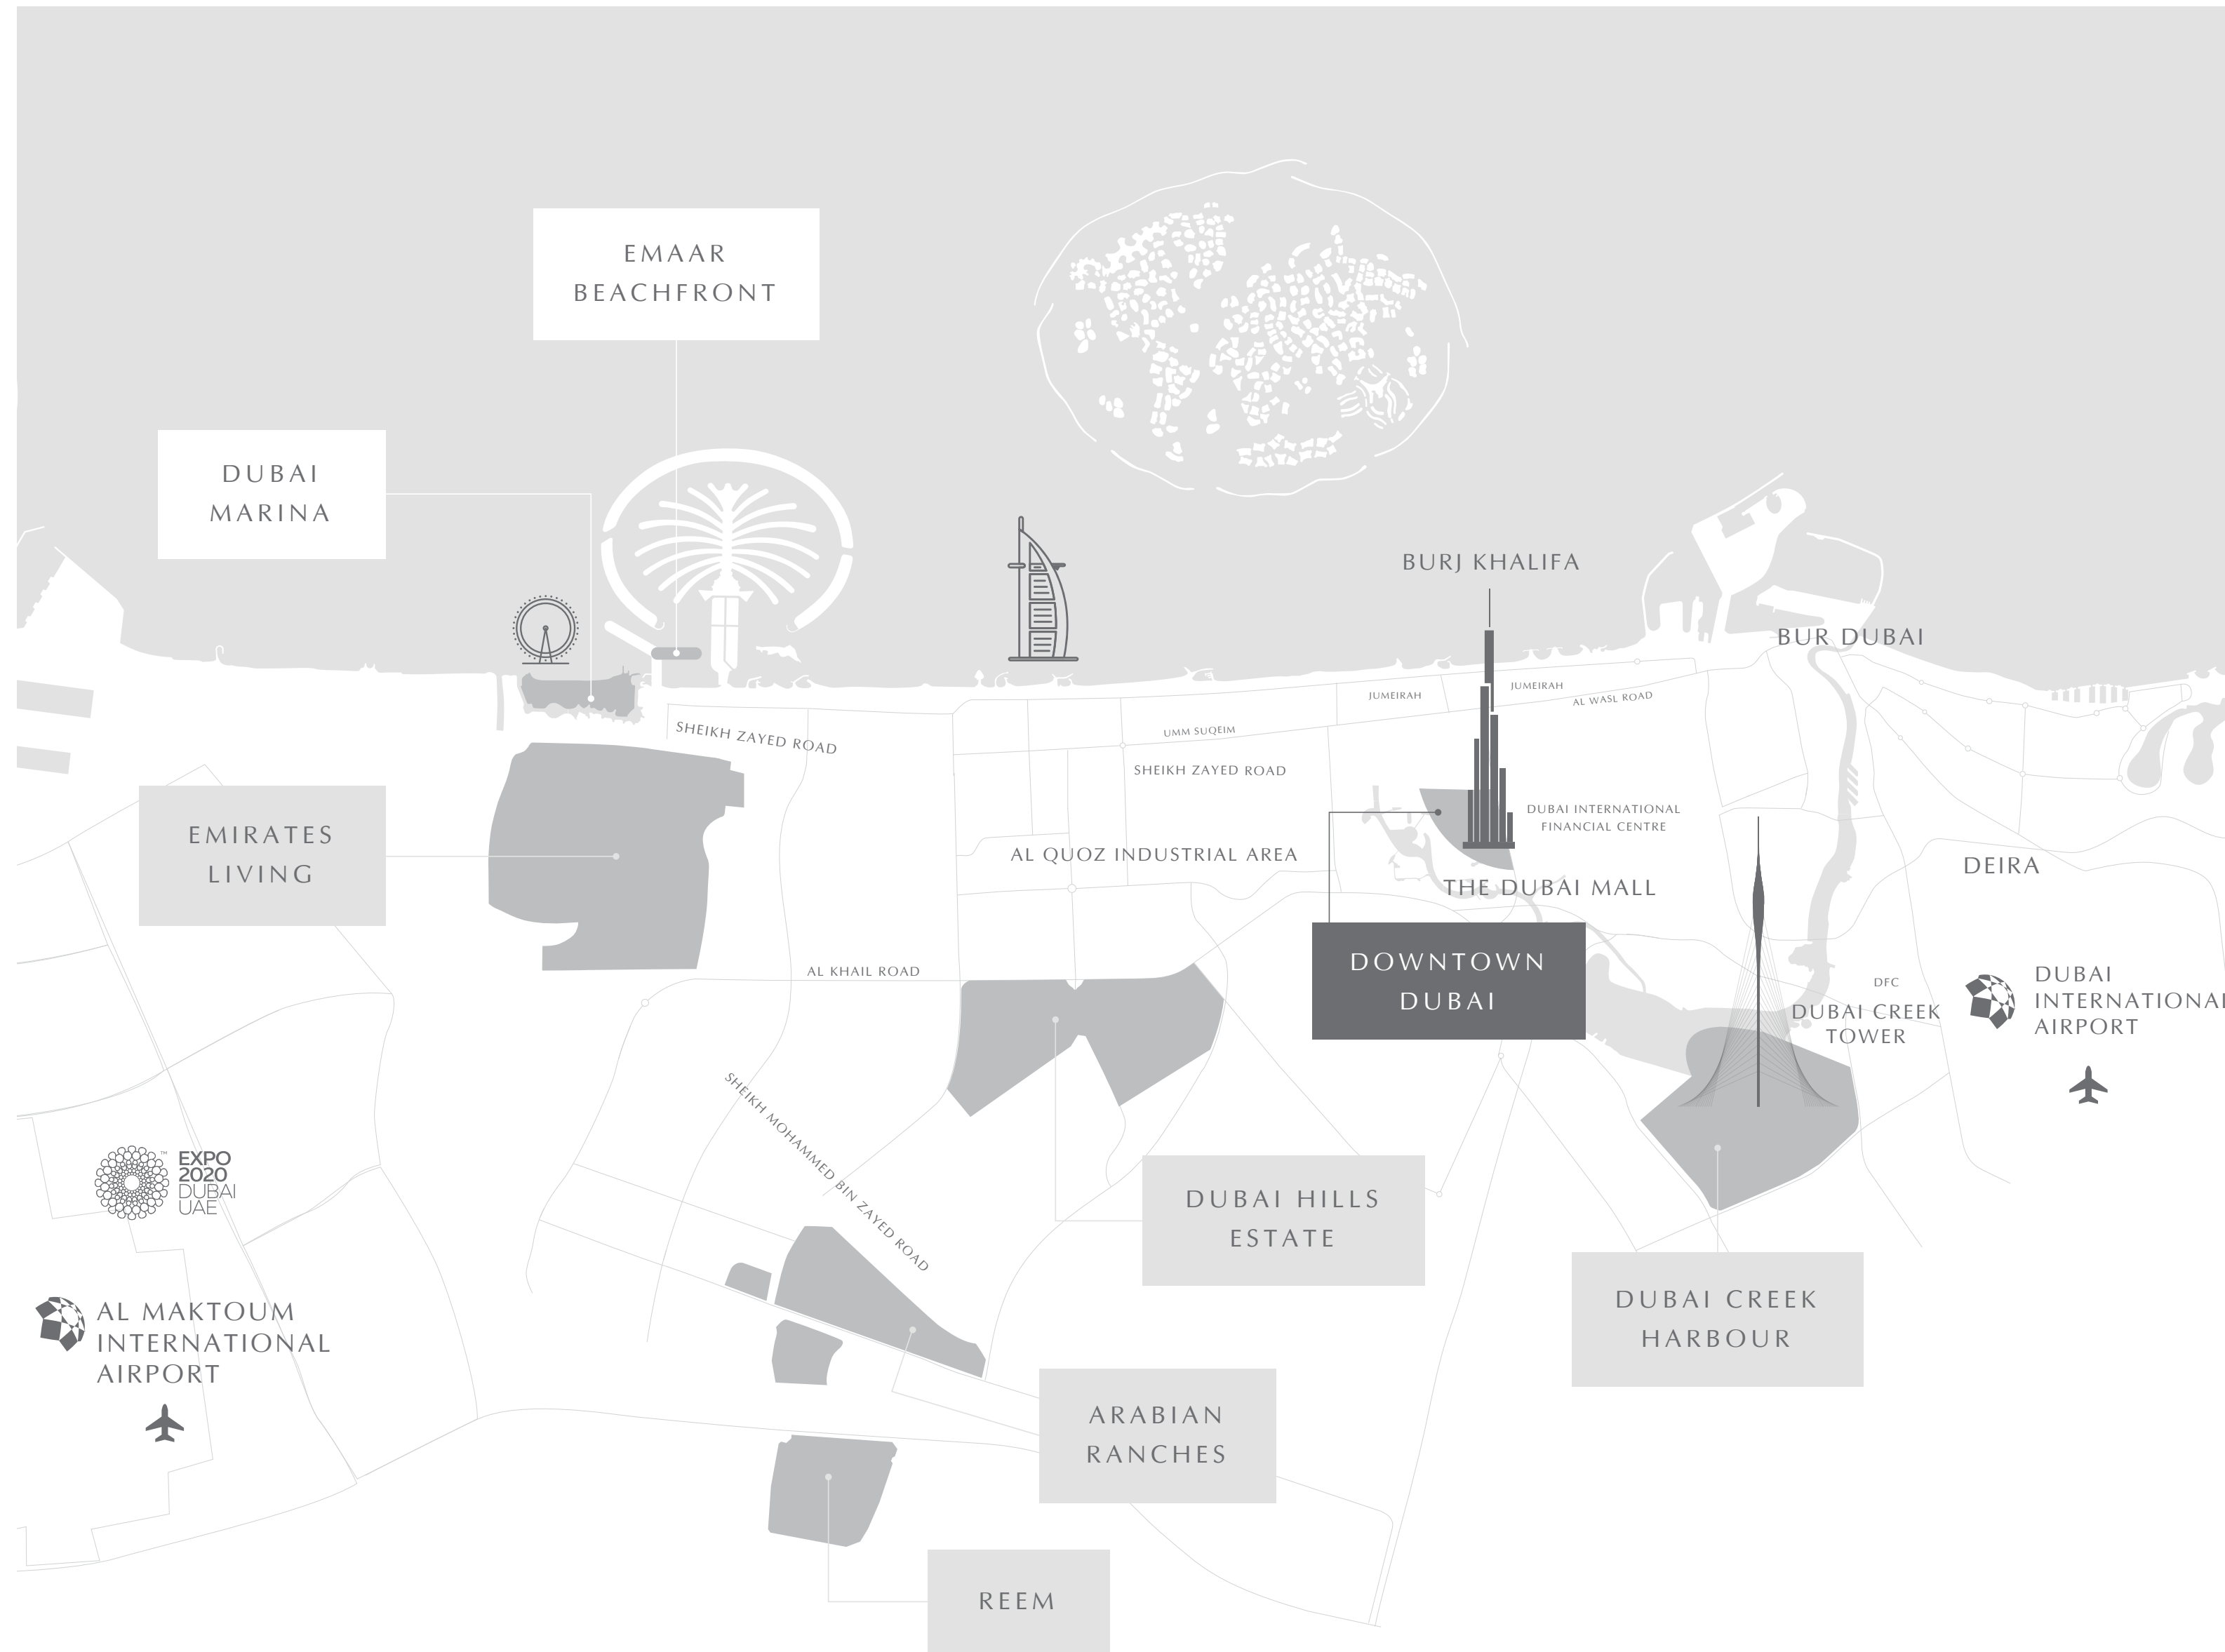 EMAAR
BEACHFRONT
DUBAI
MARINA
BURJ KHALIFA
BUR DUBAI
JUMEIRAH
JUMEIRAH
AL WASL ROAD
SHEIKH ZAYED ROAD
UMM SUQEIM
SHEIKH ZAYED ROAD
DUBAI INTERNATIONAL
FINANCIAL CENTRE
EMIRATES
LIVING
AL QUOZ INDUSTRIAL AREA
DEIRA
THE DUBAI MALL
DOWNTOWN
DUBAI
AL KHAIL ROAD
DFC
DUBAI CREEK
TOWER
DUBAI
INTERNATIONAL
AIRPORT
SHEIKH MOHAMMED BIN ZAYED ROAD
TM
EXPO
2020
DUBAI
UAE
DUBAI HILLS
ESTATE
DUBAI CREEK
HARBOUR
AL MAKTOUM
INTERNATIONAL
AIRPORT
ARABIAN
RANCHES
REEM